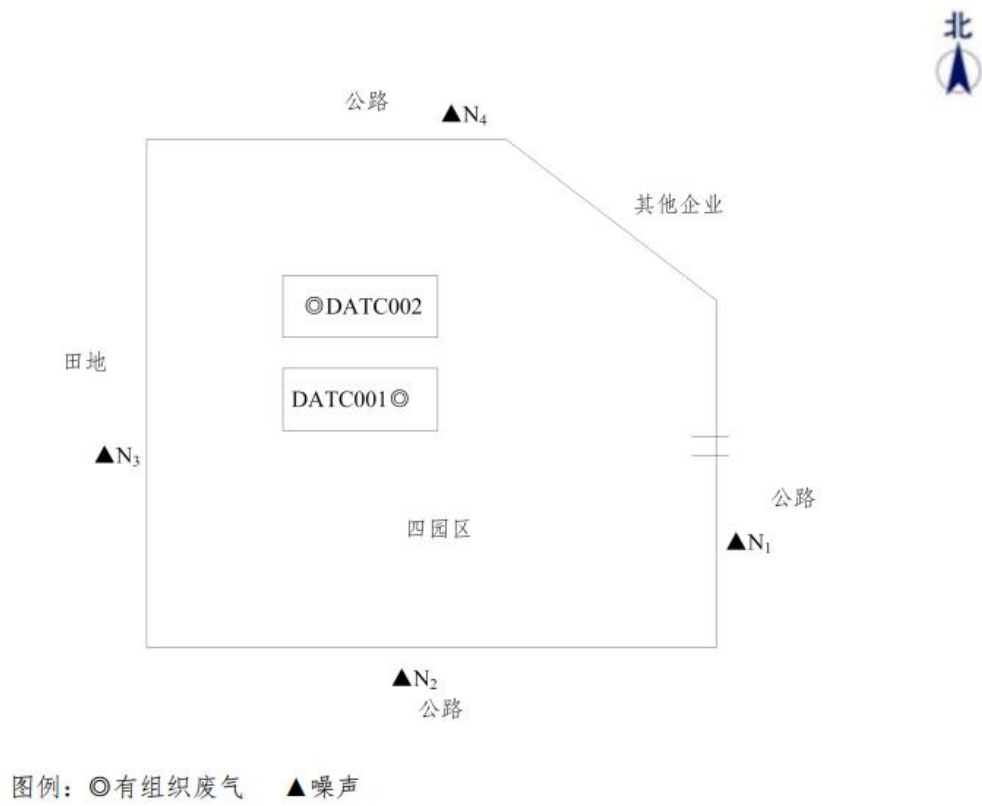 北
公路
▲N₄
其他企业
◎DATC002
田地
DATC001◎
▲N₃
公路
四园区
▲N₁
▲N₂
公路
图例：◎有组织废气 ▲噪声